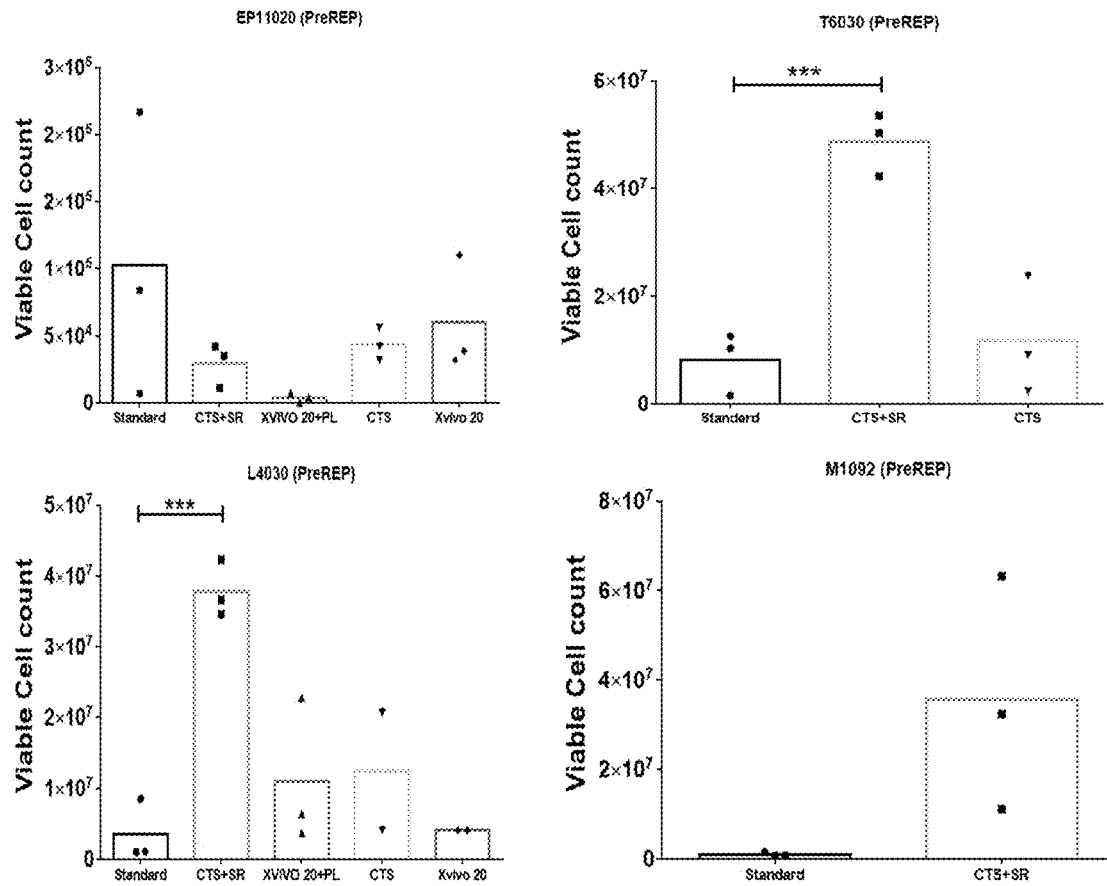 EP11020 (PreREP)
Viable Cell count
3×10⁵
2×10⁵
2×10⁵
1×10⁵
5×10⁴
0
Standard CTS+SR XVIVO 20+PL CTS Xvivo 20
T6030 (PreREP)
Viable Cell count
6×10⁷
4×10⁷
2×10⁷
0
***
Standard CTS+SR CTS
L4030 (PreREP)
Viable Cell count
5×10⁷
4×10⁷
3×10⁷
2×10⁷
1×10⁷
0
***
Standard CTS+SR XVIVO 20+PL CTS Xvivo 20
M1092 (PreREP)
Viable Cell count
8×10⁷
6×10⁷
4×10⁷
2×10⁷
0
Standard CTS+SR